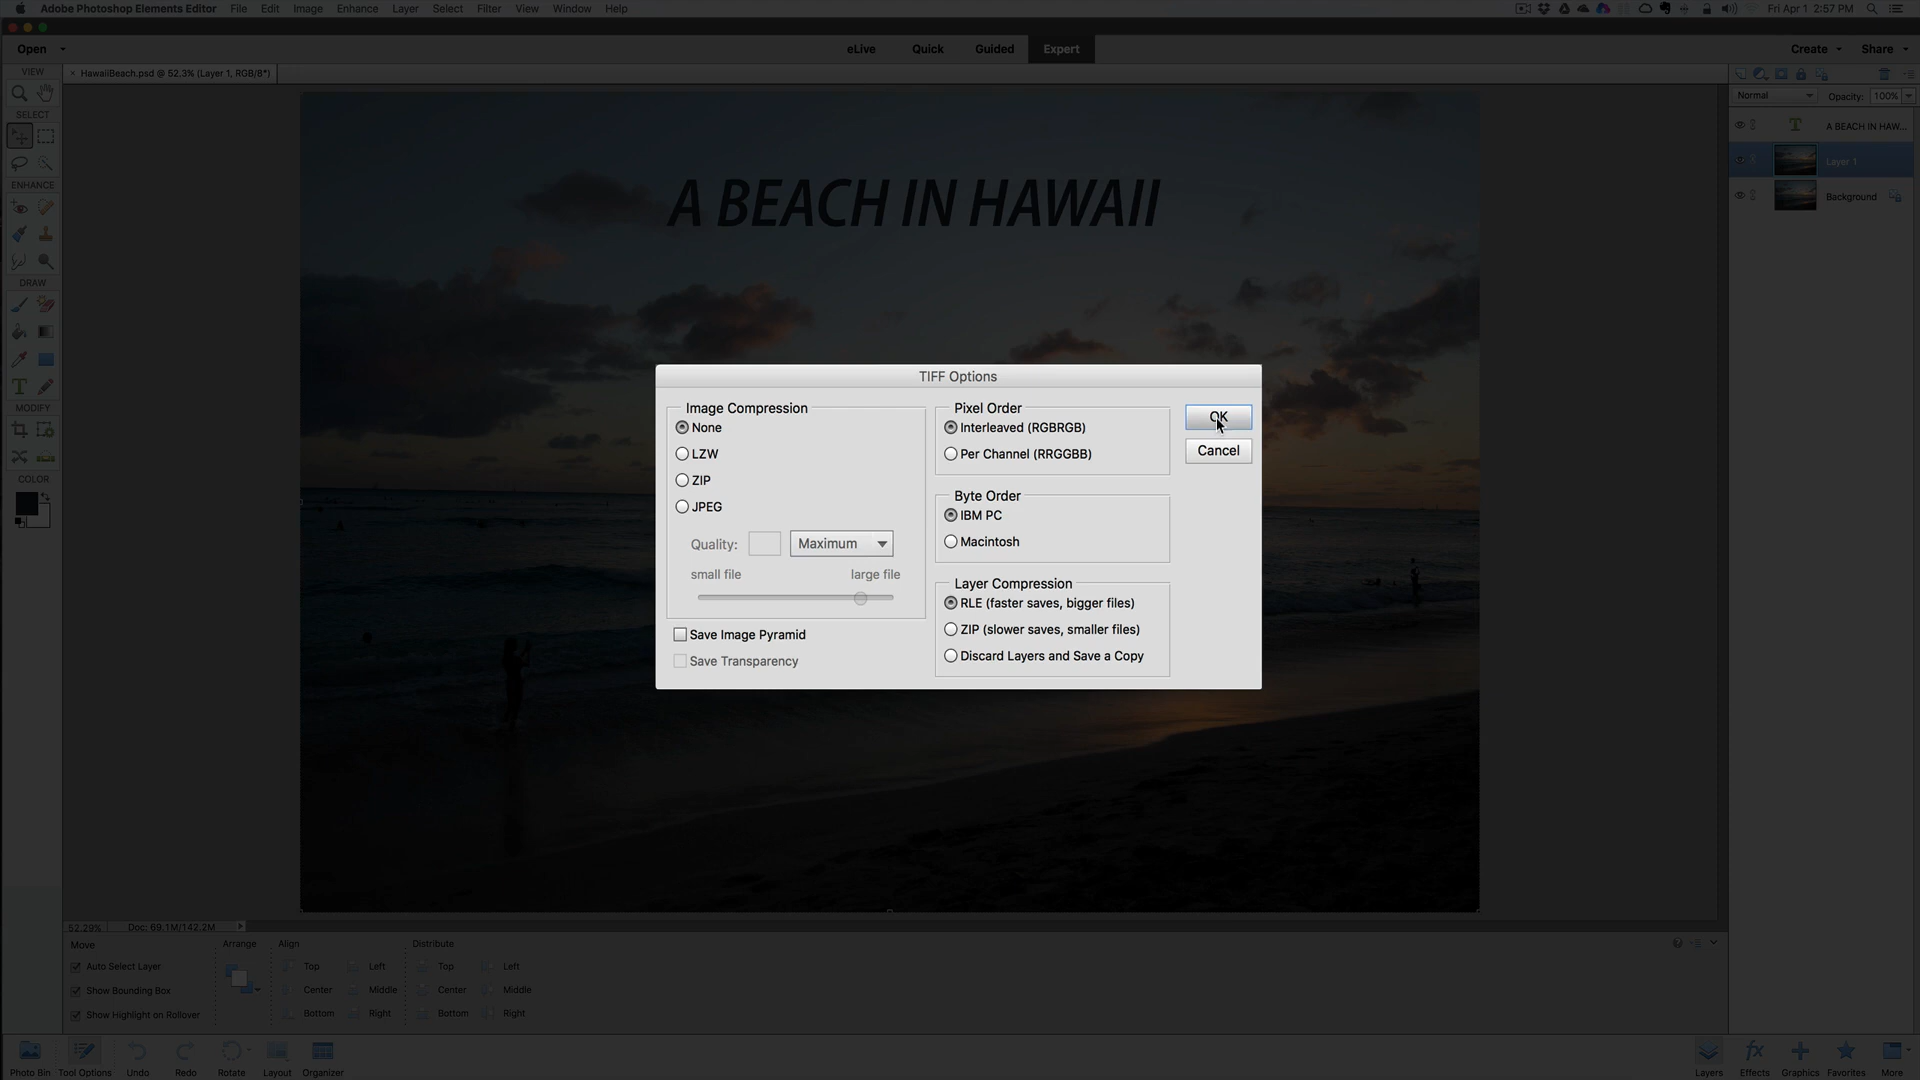 Adobe Photoshop Elements Editor File Edit Image Enhance Layer Select Filter View Window Help Fri Apr 1 2:57 PM
Open eLive Quick Guided Expert Create Share
VIEW
× HawaiiBeach.psd @ 52.3% (Layer 1, RGB/8*)
Normal Opacity: 100%
SELECT
A BEACH IN HAW...
Layer 1
ENHANCE
Background
A BEACH IN HAWAII
DRAW
MODIFY
COLOR
TIFF Options
Image Compression
None
LZW
ZIP
JPEG
Quality: Maximum
small file large file
Save Image Pyramid
Save Transparency
Pixel Order
Interleaved (RGBRGB)
Per Channel (RRGGBB)
Byte Order
IBM PC
Macintosh
Layer Compression
RLE (faster saves, bigger files)
ZIP (slower saves, smaller files)
Discard Layers and Save a Copy
OK
Cancel
52.29% Doc: 69.1M/142.2M
Move Arrange Align Distribute
Auto Select Layer Top Left Top Left
Show Bounding Box Center Middle Center Middle
Show Highlight on Rollover Bottom Right Bottom Right
Photo Bin Tool Options Undo Redo Rotate Layout Organizer Layers Effects Graphics Favorites More